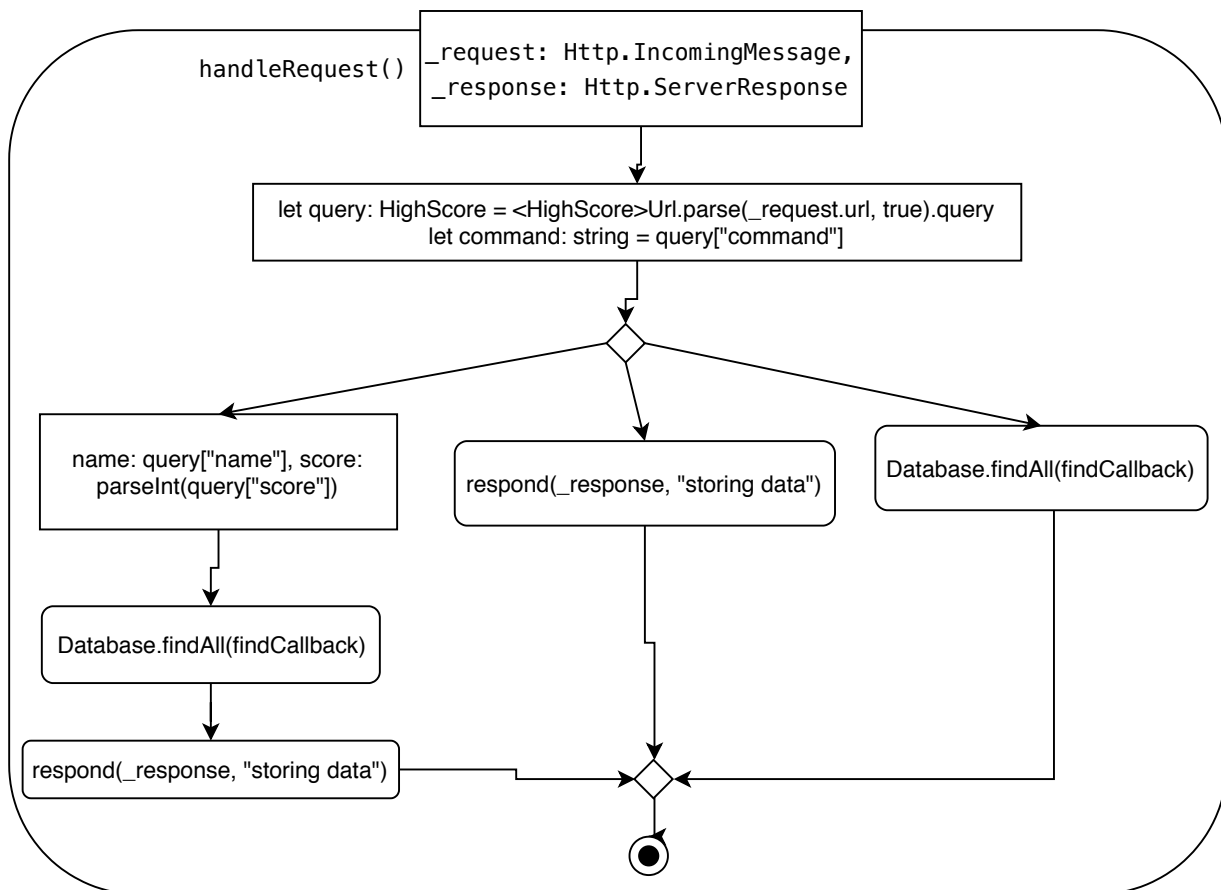 handleRequest()
_request: Http.IncomingMessage,
_response: Http.ServerResponse
let query: HighScore = <HighScore>Url.parse(_request.url, true).query
let command: string = query["command"]
name: query["name"], score:
parseInt(query["score"])
respond(_response, "storing data")
Database.findAll(findCallback)
Database.findAll(findCallback)
respond(_response, "storing data")